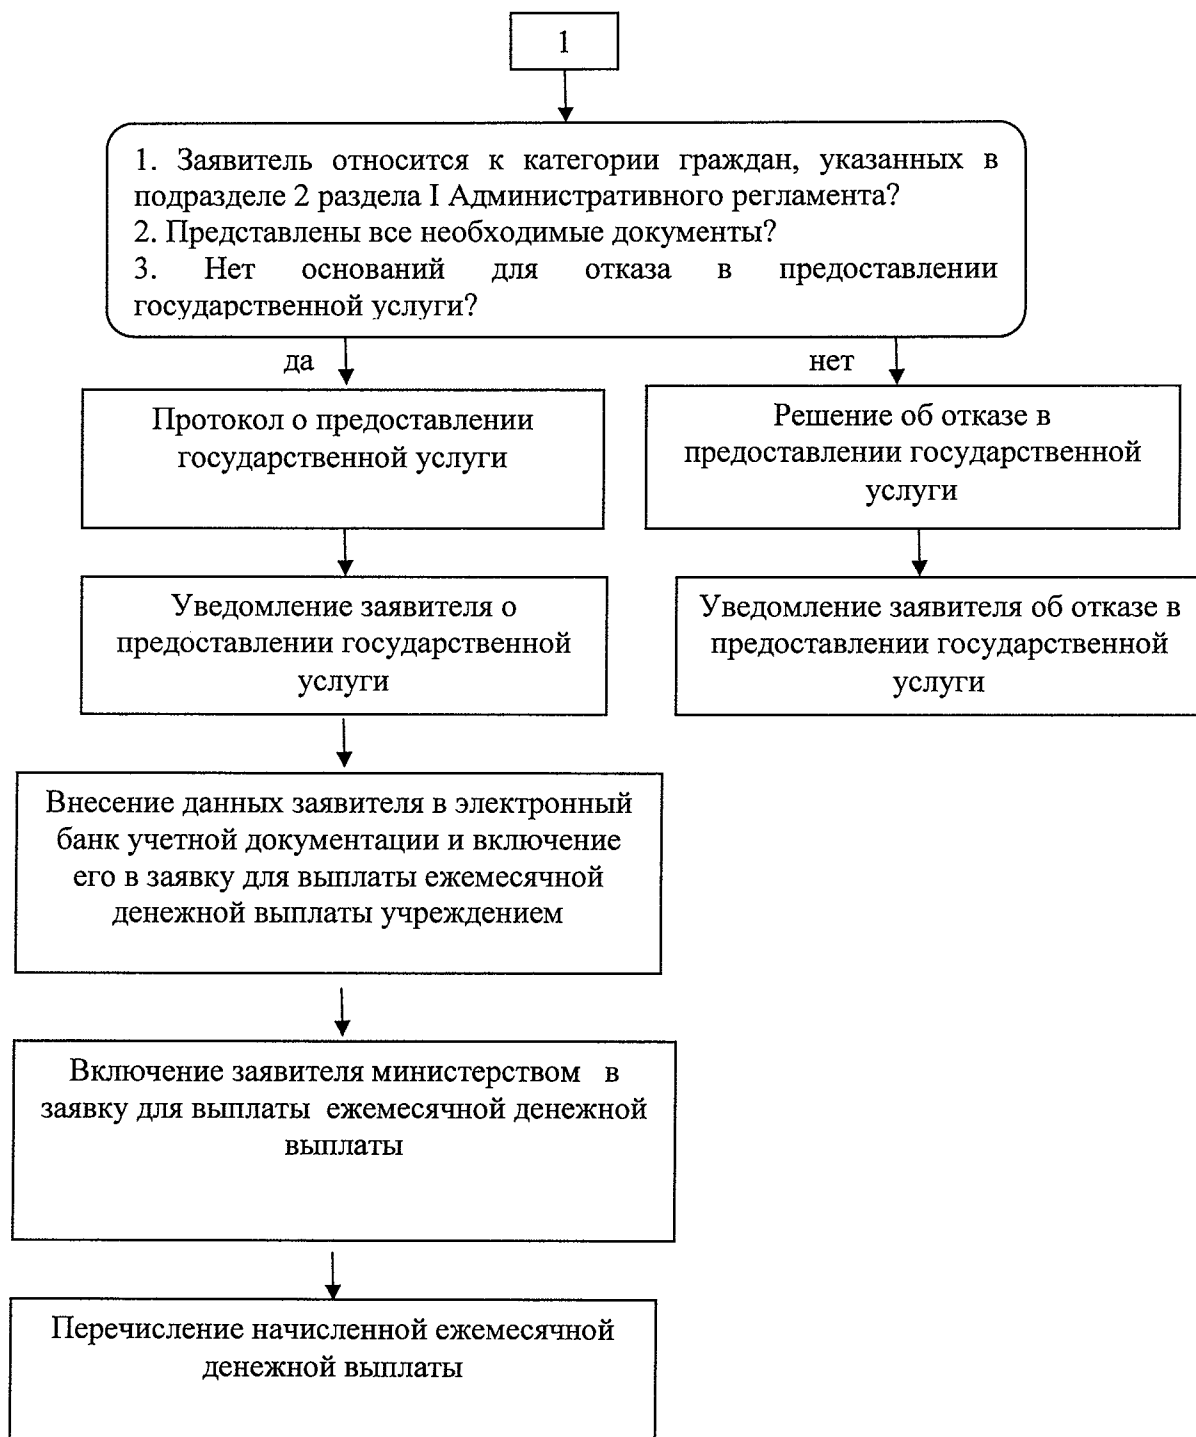 1
1. Заявитель относится к категории граждан, указанных в
подразделе 2 раздела I Административного регламента?
2. Представлены все необходимые документы?
3. Нет оснований для отказа в предоставлении
государственной услуги?
да
нет
Протокол о предоставлении
государственной услуги
Решение об отказе в
предоставлении государственной
услуги
Уведомление заявителя о
предоставлении государственной
услуги
Уведомление заявителя об отказе в
предоставлении государственной
услуги
Внесение данных заявителя в электронный
банк учетной документации и включение
его в заявку для выплаты ежемесячной
денежной выплаты учреждением
Включение заявителя министерством в
заявку для выплаты ежемесячной денежной
выплаты
Перечисление начисленной ежемесячной
денежной выплаты